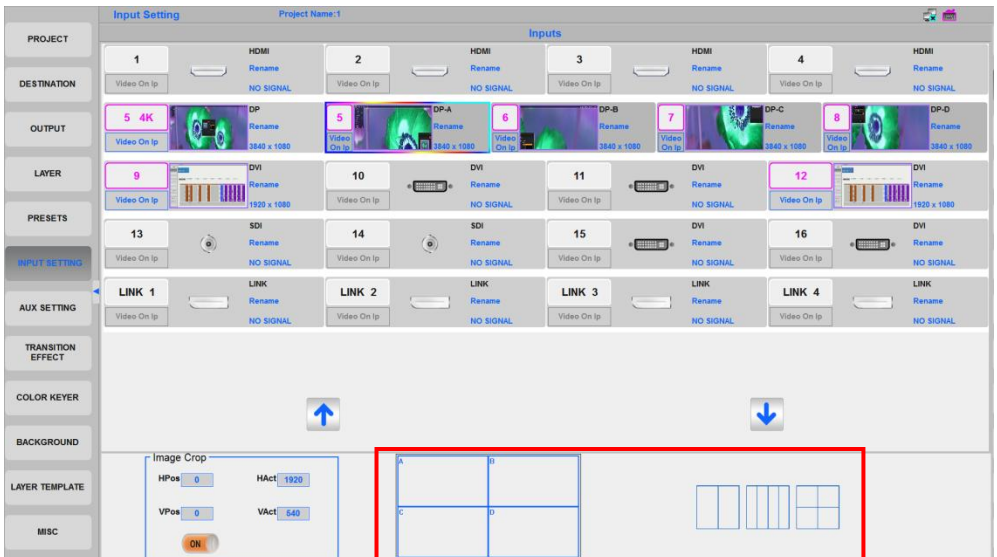 Input Setting Project Name:1
Inputs
PROJECT
DESTINATION
OUTPUT
LAYER
PRESETS
INPUT SETTING
AUX SETTING
TRANSITION
EFFECT
COLOR KEYER
BACKGROUND
LAYER TEMPLATE
MISC
1 HDMI 2 HDMI 3 HDMI 4 HDMI
Rename Rename Rename Rename
Video On Ip NO SIGNAL Video On Ip NO SIGNAL Video On Ip NO SIGNAL Video On Ip NO SIGNAL
5 4K DP 5 DP-A 6 DP-B 7 DP-C 8 DP-D
Rename Rename Rename Rename Rename
Video On Ip 3840 x 1080 Video On Ip 3840 x 1080 Video On Ip 3840 x 1080 Video On Ip 3840 x 1080 Video On Ip 3840 x 1080
9 DVI 10 DVI 11 DVI 12 DVI
Rename Rename Rename Rename
Video On Ip 1920 x 1080 Video On Ip NO SIGNAL Video On Ip NO SIGNAL Video On Ip 1920 x 1080
13 SDI 14 SDI 15 DVI 16 DVI
Rename Rename Rename Rename
Video On Ip NO SIGNAL Video On Ip NO SIGNAL Video On Ip NO SIGNAL Video On Ip NO SIGNAL
LINK 1 LINK LINK 2 LINK LINK 3 LINK LINK 4 LINK
Rename Rename Rename Rename
Video On Ip NO SIGNAL Video On Ip NO SIGNAL Video On Ip NO SIGNAL Video On Ip NO SIGNAL
Image Crop
HPos 0 HAct 1920
VPos 0 VAct 540
ON
A B
C D